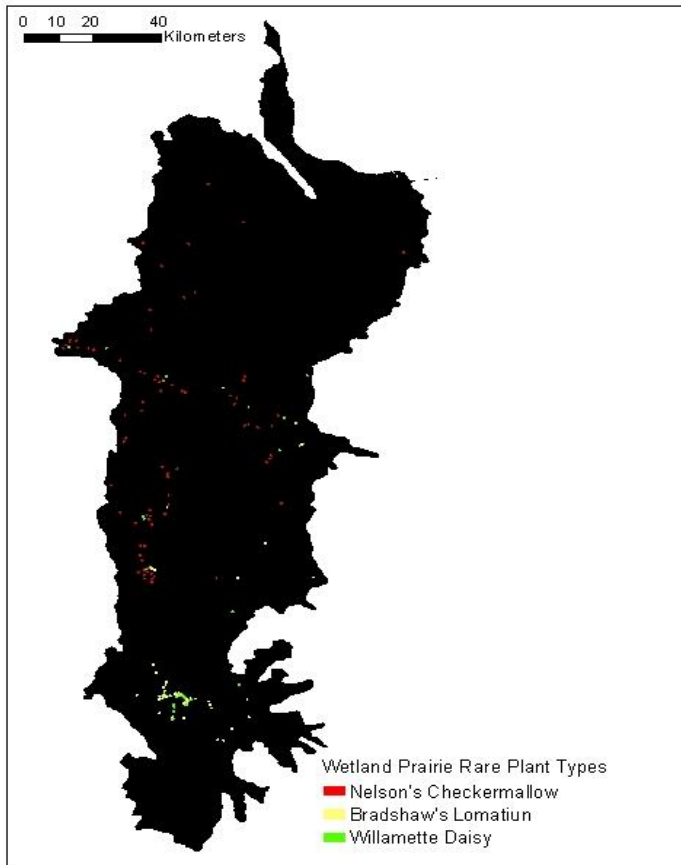 0 10 20 40
Kilometers
Wetland Prairie Rare Plant Types
Nelson's Checkermallow
Bradshaw's Lomatiun
Willamette Daisy